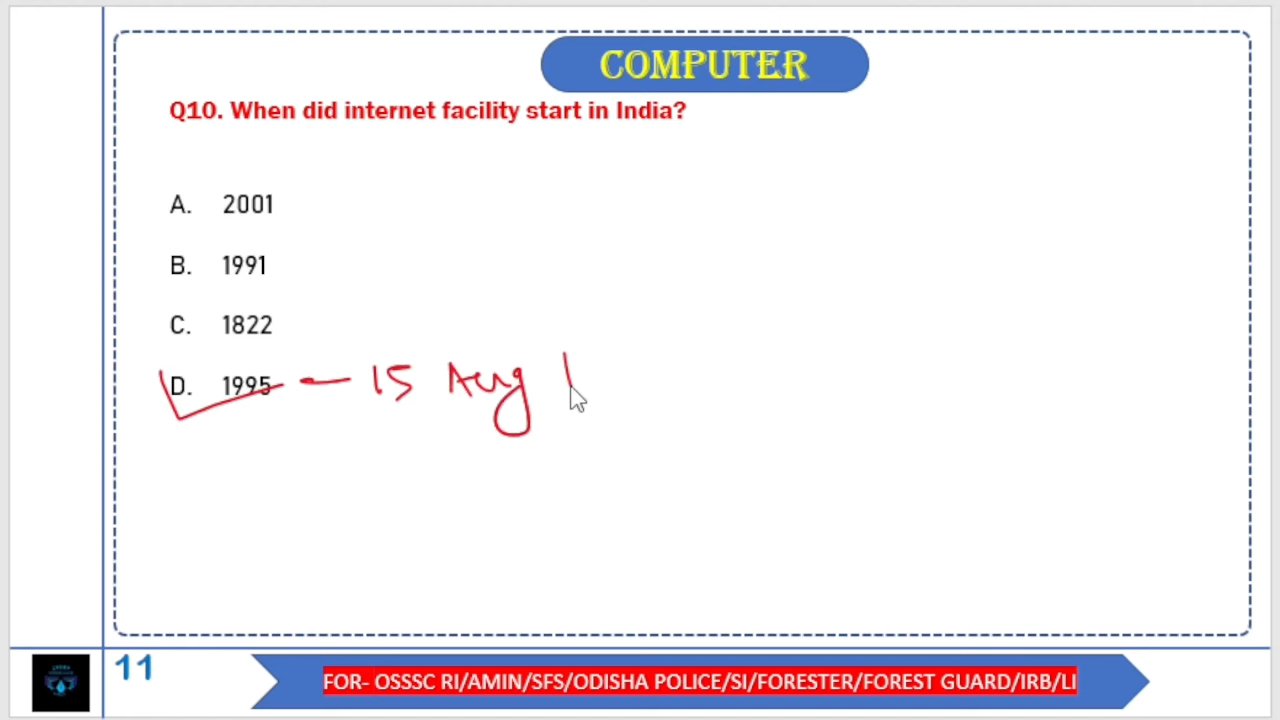 COMPUTER
Q10. When did internet facility start in India?
A. 2001
B. 1991
C. 1822
D. 1995 - 15 Aug 1
11
FOR- OSSSC RI/AMIN/SFS/ODISHA POLICE/SI/FORESTER/FOREST GUARD/IRB/LI